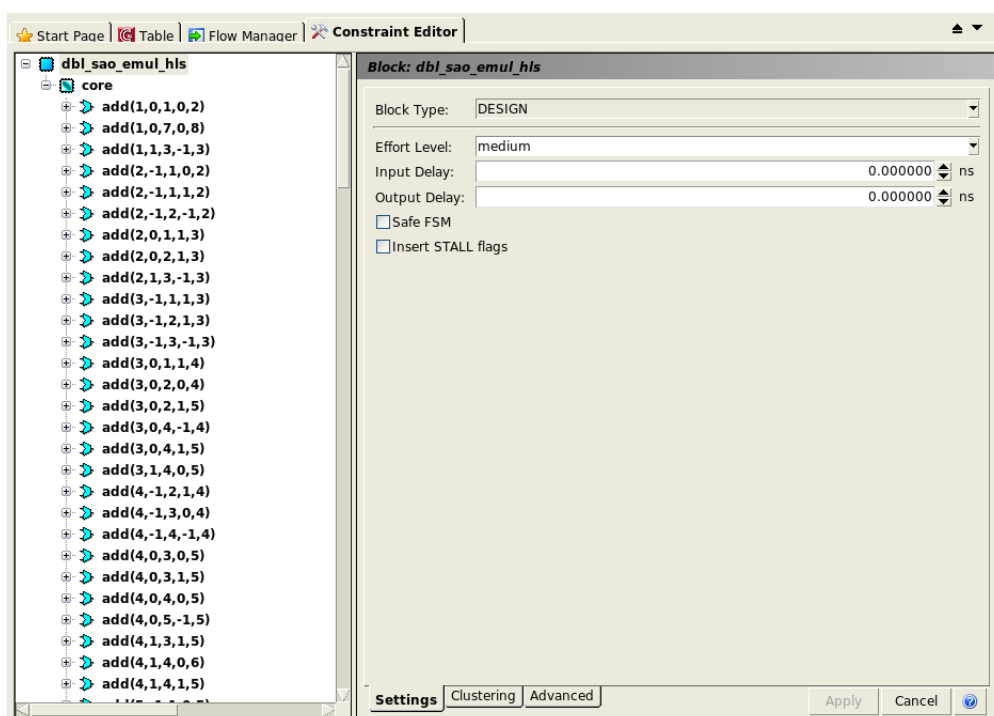 Start Page Table Flow Manager Constraint Editor
dbl_sao_emul_hls
core
add(1,0,1,0,2)
add(1,0,7,0,8)
add(1,1,3,-1,3)
add(2,-1,1,0,2)
add(2,-1,1,1,2)
add(2,-1,2,-1,2)
add(2,0,1,1,3)
add(2,0,2,1,3)
add(2,1,3,-1,3)
add(3,-1,1,1,3)
add(3,-1,2,1,3)
add(3,-1,3,-1,3)
add(3,0,1,1,4)
add(3,0,2,0,4)
add(3,0,2,1,5)
add(3,0,4,-1,4)
add(3,0,4,1,5)
add(3,1,4,0,5)
add(4,-1,2,1,4)
add(4,-1,3,0,4)
add(4,-1,4,-1,4)
add(4,0,3,0,5)
add(4,0,3,1,5)
add(4,0,4,0,5)
add(4,0,5,-1,5)
add(4,1,3,1,5)
add(4,1,4,0,6)
add(4,1,4,1,5)
Block: dbl_sao_emul_hls
Block Type: DESIGN
Effort Level: medium
Input Delay: 0.000000 ns
Output Delay: 0.000000 ns
Safe FSM
Insert STALL flags
Settings Clustering Advanced Apply Cancel